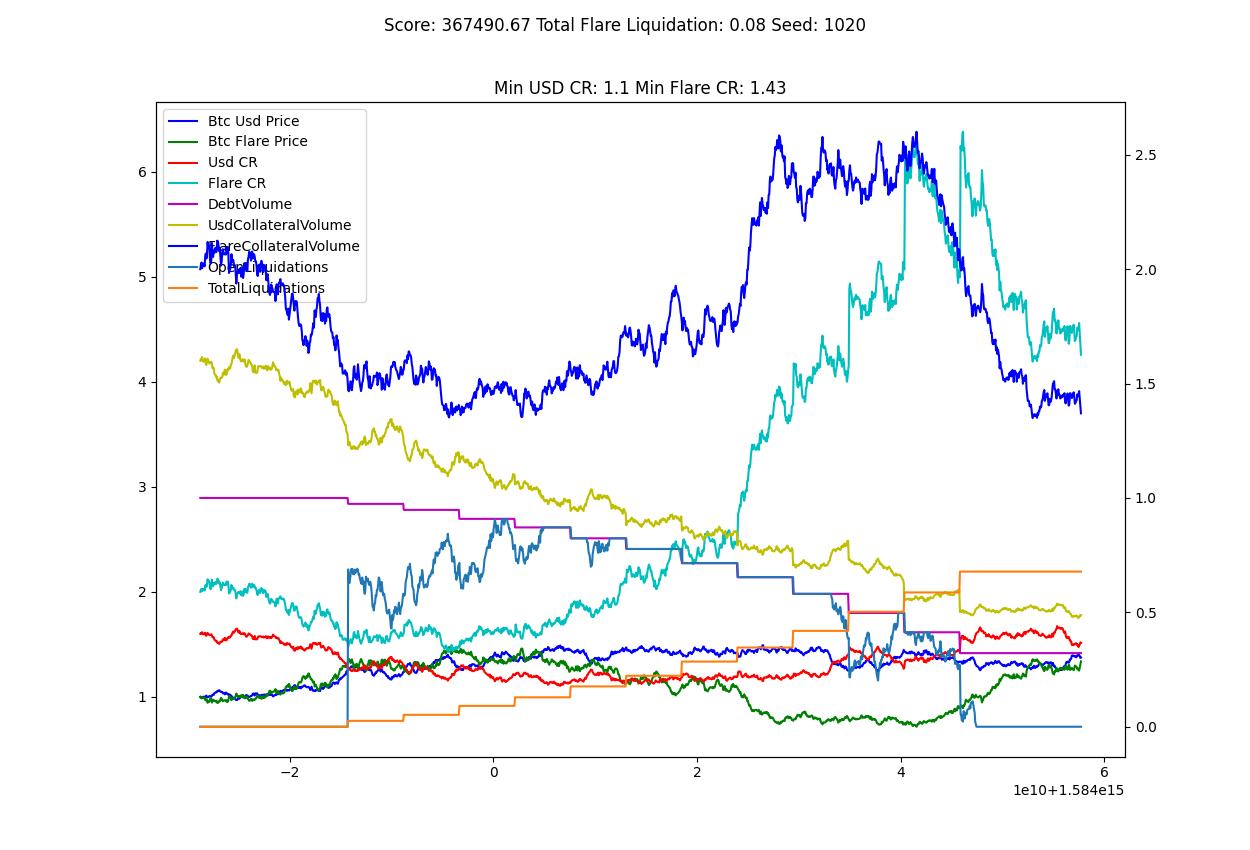 Score: 367490.67 Total Flare Liquidation: 0.08 Seed: 1020
Min USD CR: 1.1 Min Flare CR: 1.43
Btc Usd Price
Btc Flare Price
Usd CR
Flare CR
DebtVolume
UsdCollateralVolume
FlareCollateralVolume
OpenLiquidations
TotalLiquidations
6
5
4
3
2
1
2.5
2.0
1.5
1.0
0.5
0.0
−2
0
2
4
6
1e10+1.584e15